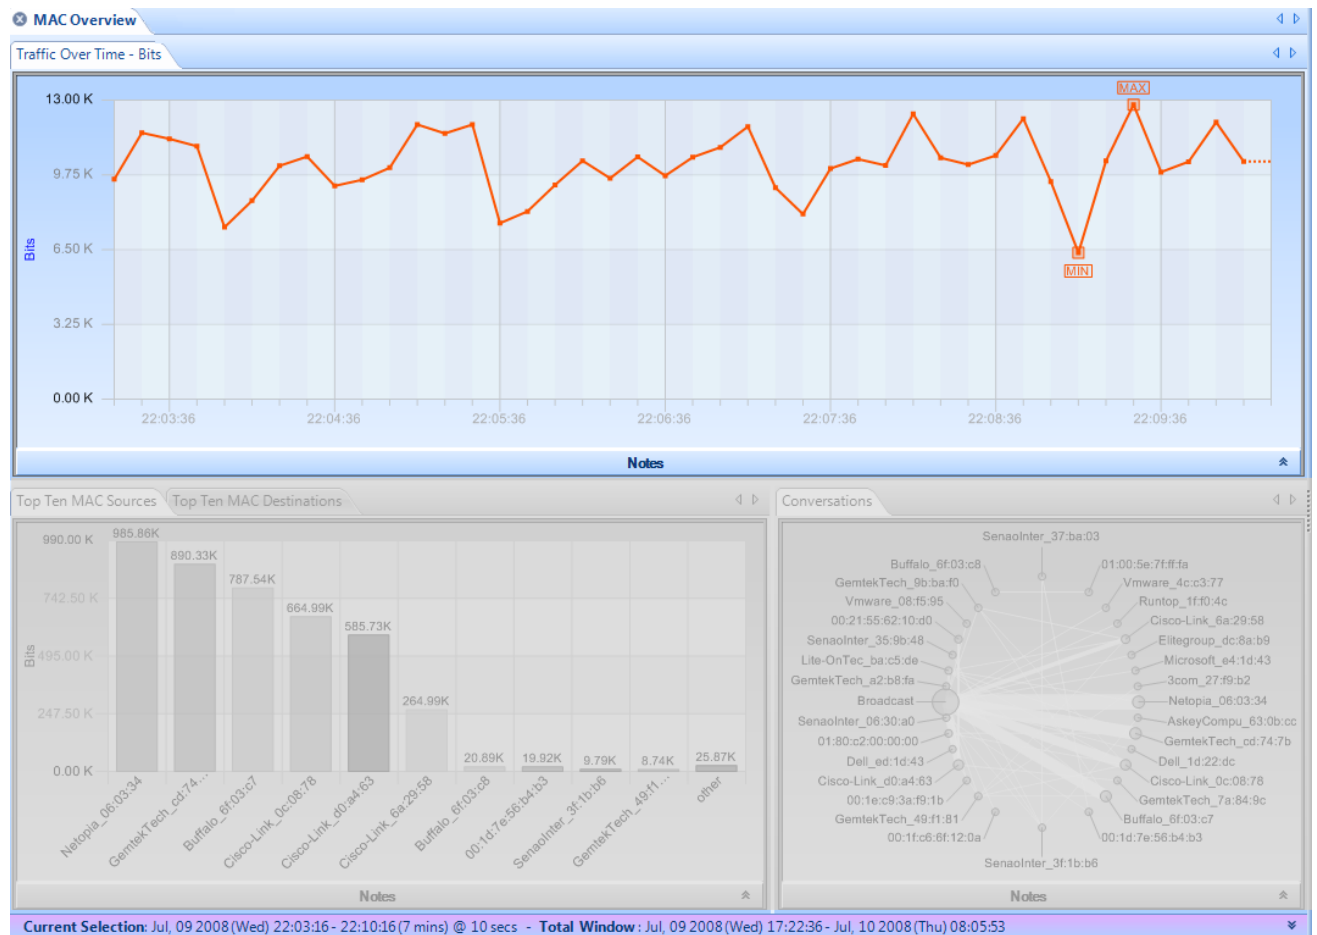 MAC Overview
Traffic Over Time - Bits
MAX
13.00 K
9.75 K
Bits
6.50 K
MIN
3.25 K
0.00 K
22:03:36 22:04:36 22:05:36 22:06:36 22:07:36 22:08:36 22:09:36
Notes
Top Ten MAC Sources Top Ten MAC Destinations
990.00 K
742.50 K
Bits
495.00 K
247.50 K
0.00 K
985.86K
890.33K
787.54K
664.99K
585.73K
264.99K
20.89K
19.92K
9.79K
8.74K
25.87K
Netopia_06:03:34
GemtekTech_cd:74...
Buffalo_6f:03:c7
Cisco-Link_0c:08:78
Cisco-Link_d0:a4:63
Cisco-Link_6a:29:58
Buffalo_6f:03:c8
00:1d:7e:56:b4:b3
SenaoInter_3f:1b:b6
GemtekTech_49:f1...
other
Notes
Conversations
SenaoInter_37:ba:03
Buffalo_6f:03:c8
01:00:5e:7f:ff:fa
GemtekTech_9b:ba:f0
Vmware_4c:c3:77
Vmware_08:f5:95
Runtop_1f:f0:4c
00:21:55:62:10:d0
Cisco-Link_6a:29:58
SenaoInter_35:9b:48
Elitegroup_dc:8a:b9
Lite-OnTec_ba:c5:de
Microsoft_e4:1d:43
GemtekTech_a2:b8:fa
3com_27:f9:b2
Broadcast
Netopia_06:03:34
SenaoInter_06:30:a0
AskeyCompu_63:0b:cc
01:80:c2:00:00:00
GemtekTech_cd:74:7b
Dell_ed:1d:43
Dell_1d:22:dc
Cisco-Link_d0:a4:63
Cisco-Link_0c:08:78
00:1e:c9:3a:f9:1b
GemtekTech_7a:84:9c
GemtekTech_49:f1:81
Buffalo_6f:03:c7
00:1f:c6:6f:12:0a
00:1d:7e:56:b4:b3
SenaoInter_3f:1b:b6
Notes
Current Selection: Jul, 09 2008 (Wed) 22:03:16 - 22:10:16 (7 mins) @ 10 secs - Total Window : Jul, 09 2008 (Wed) 17:22:36 - Jul, 10 2008 (Thu) 08:05:53